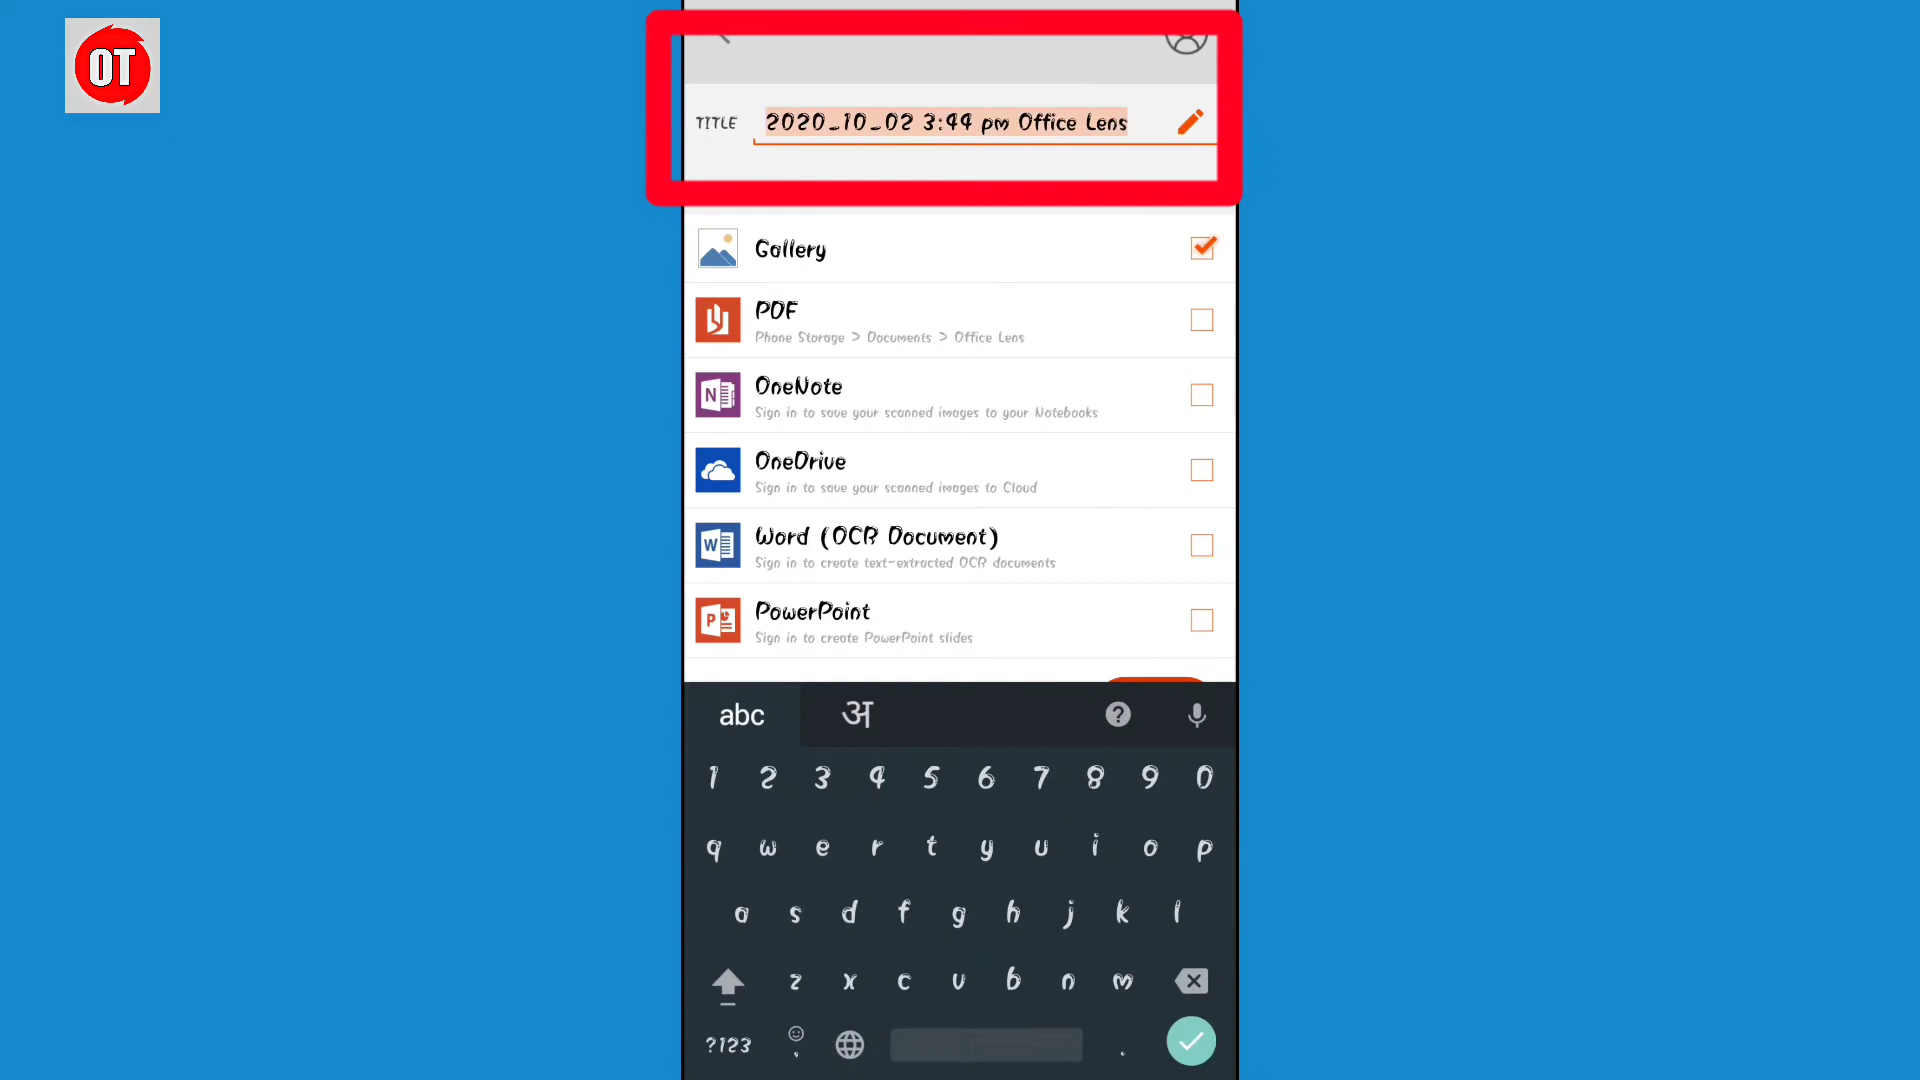 OT
TITLE 2020_10_02 3:44 pm Office Lens
Gallery
PDF
Phone Storage > Documents > Office Lens
OneNote
Sign in to save your scanned images to your Notebooks
OneDrive
Sign in to save your scanned images to Cloud
Word (OCR Document)
Sign in to create text-extracted OCR documents
PowerPoint
Sign in to create PowerPoint slides
abc अ ?
1 2 3 4 5 6 7 8 9 0
q w e r t y u i o p
a s d f g h j k l
z x c v b n m
?123 , .